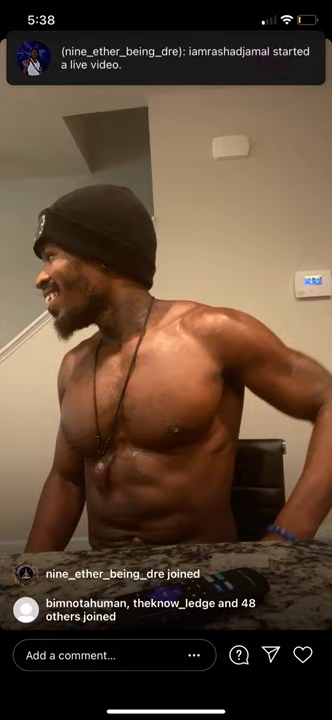 5:38
(nine_ether_being_dre): iamrashadjamal started
a live video.
nine_ether_being_dre joined
bimnotahuman, theknow_ledge and 48
others joined
Add a comment...